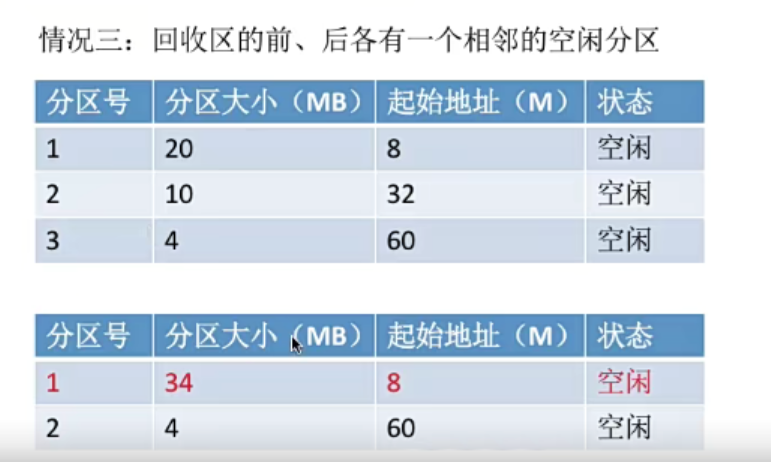 情况三：回收区的前、后各有一个相邻的空闲分区
分区号 分区大小（MB） 起始地址（M） 状态
1 20 8 空闲
2 10 32 空闲
3 4 60 空闲
分区号 分区大小（MB） 起始地址（M） 状态
1 34 8 空闲
2 4 60 空闲